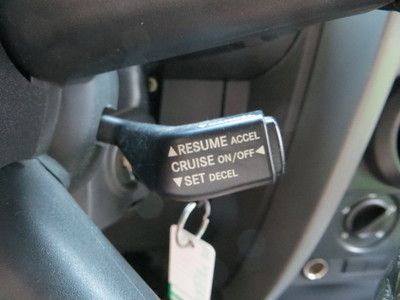 ▲RESUME ACCEL
CRUISE ON/OFF◀
▼SET DECEL